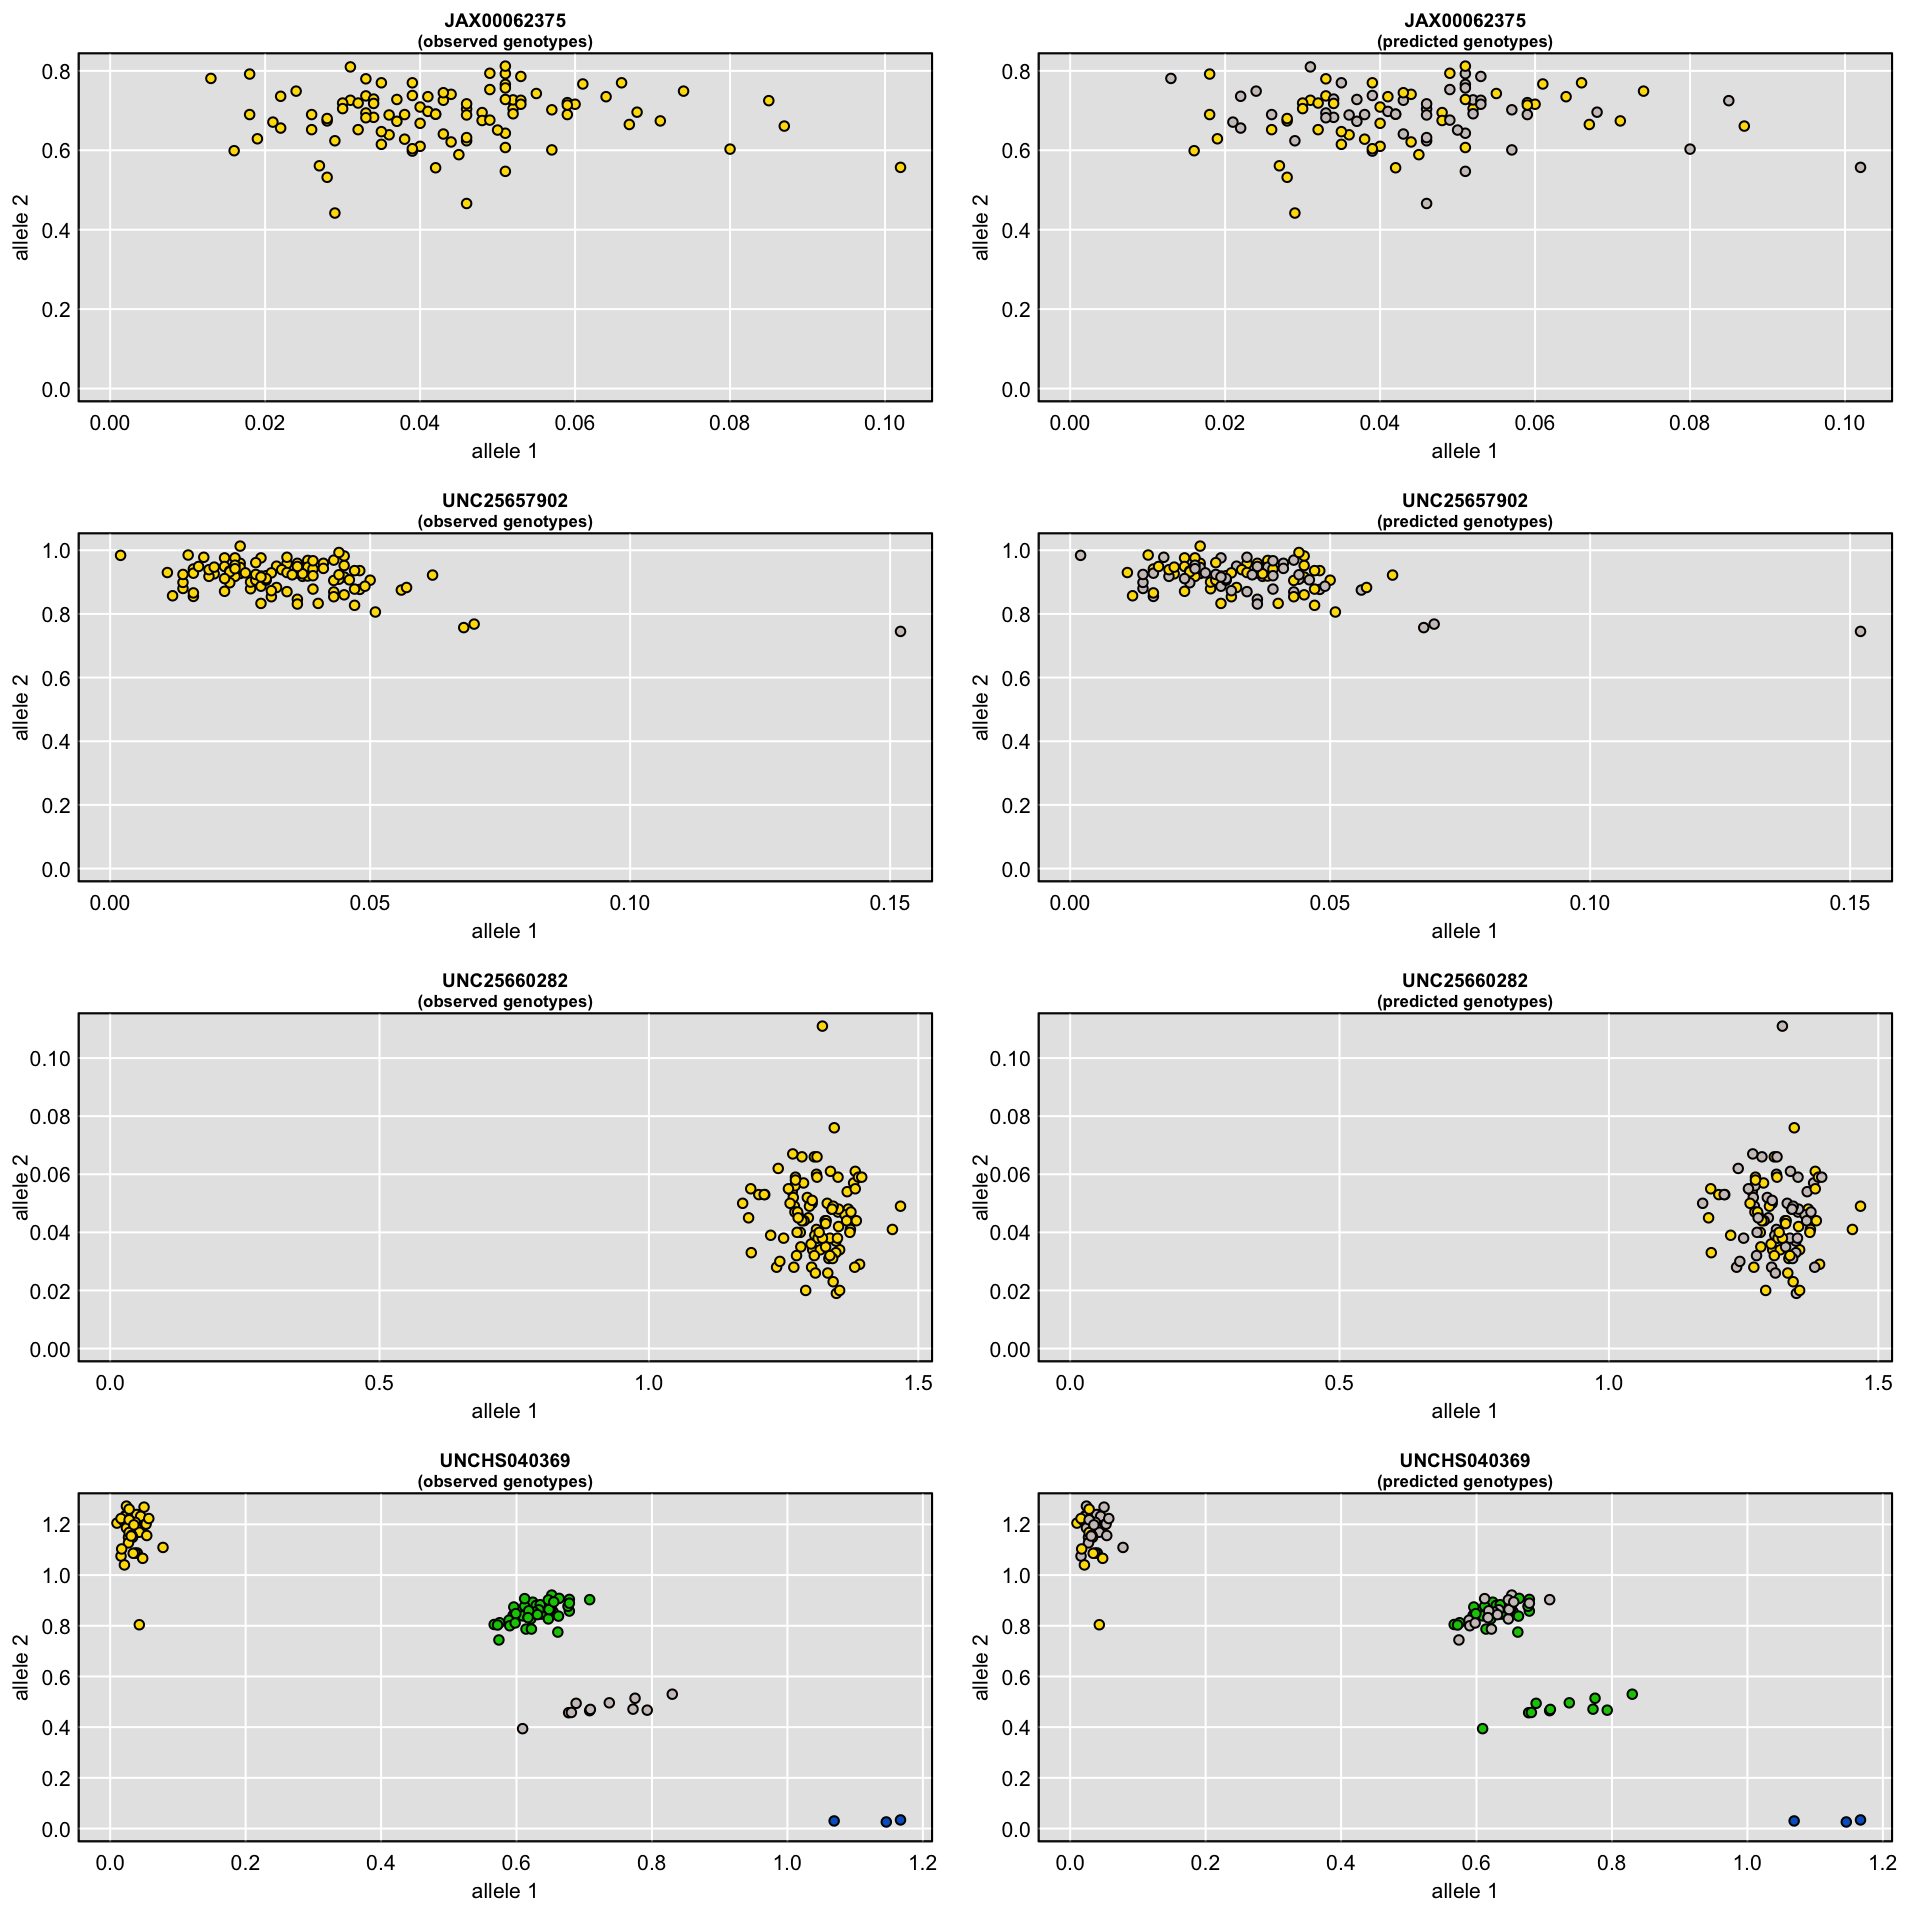 JAX00062375
(observed genotypes)
allele 2
0.8
0.6
0.4
0.2
0.0
0.00 0.02 0.04 0.06 0.08 0.10
allele 1
JAX00062375
(predicted genotypes)
allele 2
0.8
0.6
0.4
0.2
0.0
0.00 0.02 0.04 0.06 0.08 0.10
allele 1
UNC25657902
(observed genotypes)
allele 2
1.0
0.8
0.6
0.4
0.2
0.0
0.00 0.05 0.10 0.15
allele 1
UNC25657902
(predicted genotypes)
allele 2
1.0
0.8
0.6
0.4
0.2
0.0
0.00 0.05 0.10 0.15
allele 1
UNC25660282
(observed genotypes)
allele 2
0.10
0.08
0.06
0.04
0.02
0.00
0.0 0.5 1.0 1.5
allele 1
UNC25660282
(predicted genotypes)
allele 2
0.10
0.08
0.06
0.04
0.02
0.00
0.0 0.5 1.0 1.5
allele 1
UNCHS040369
(observed genotypes)
allele 2
1.2
1.0
0.8
0.6
0.4
0.2
0.0
0.0 0.2 0.4 0.6 0.8 1.0 1.2
allele 1
UNCHS040369
(predicted genotypes)
allele 2
1.2
1.0
0.8
0.6
0.4
0.2
0.0
0.0 0.2 0.4 0.6 0.8 1.0 1.2
allele 1